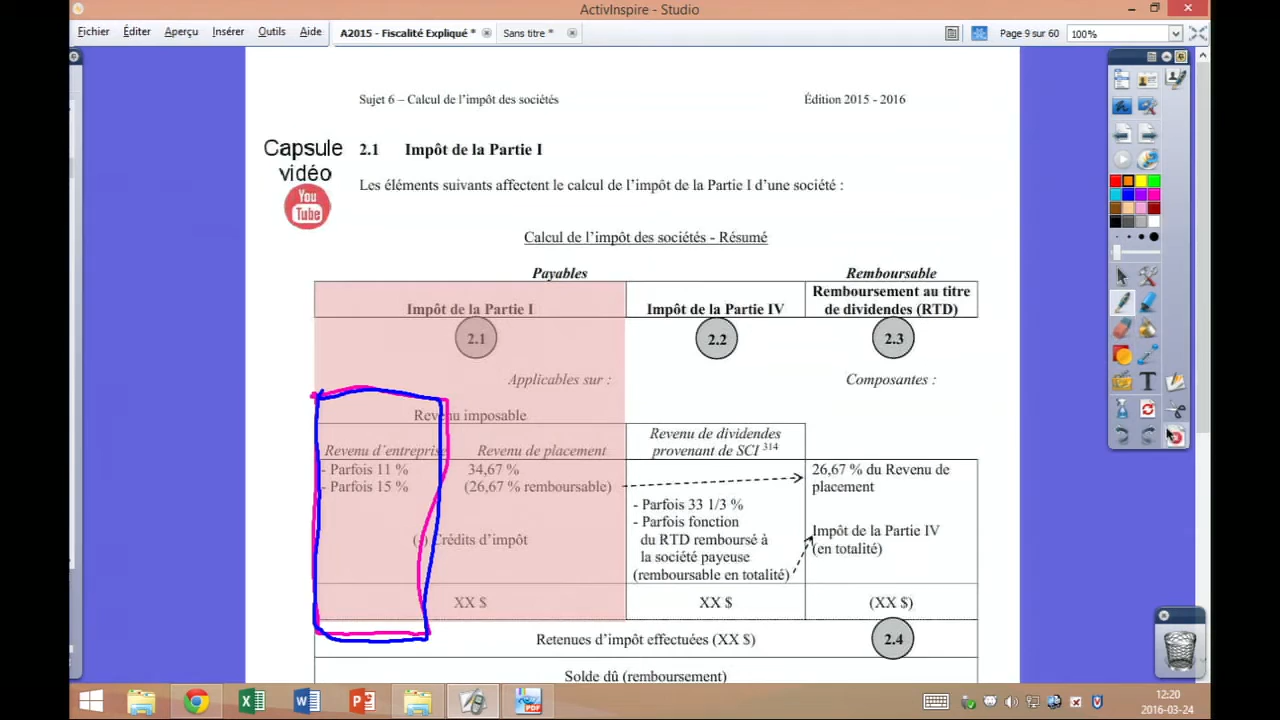 ActivInspire - Studio
Fichier Éditer Aperçu Insérer Outils Aide
A2015 - Fiscalité Expliqué *
Sans titre *
Page 9 sur 60
100%
Sujet 6 – Calcul de l'impôt des sociétés
Édition 2015 - 2016
Capsule
vidéo
You
Tube
2.1 Impôt de la Partie I
Les éléments suivants affectent le calcul de l'impôt de la Partie I d'une société :
Calcul de l'impôt des sociétés - Résumé
Payables
Remboursable
Impôt de la Partie I
Impôt de la Partie IV
Remboursement au titre
de dividendes (RTD)
2.1
2.2
2.3
Applicables sur :
Composantes :
Revenu imposable
Revenu d'entreprise
Revenu de placement
Revenu de dividendes
provenant de SCI 314
- Parfois 11 %
- Parfois 15 %
34,67 %
(26,67 % remboursable)
26,67 % du Revenu de
placement
- Parfois 33 1/3 %
- Parfois fonction
du RTD remboursé à
la société payeuse
(remboursable en totalité)
(-) Crédits d'impôt
Impôt de la Partie IV
(en totalité)
XX $
XX $
(XX $)
Retenues d'impôt effectuées (XX $)
2.4
Solde dû (remboursement)
12:20
2016-03-24